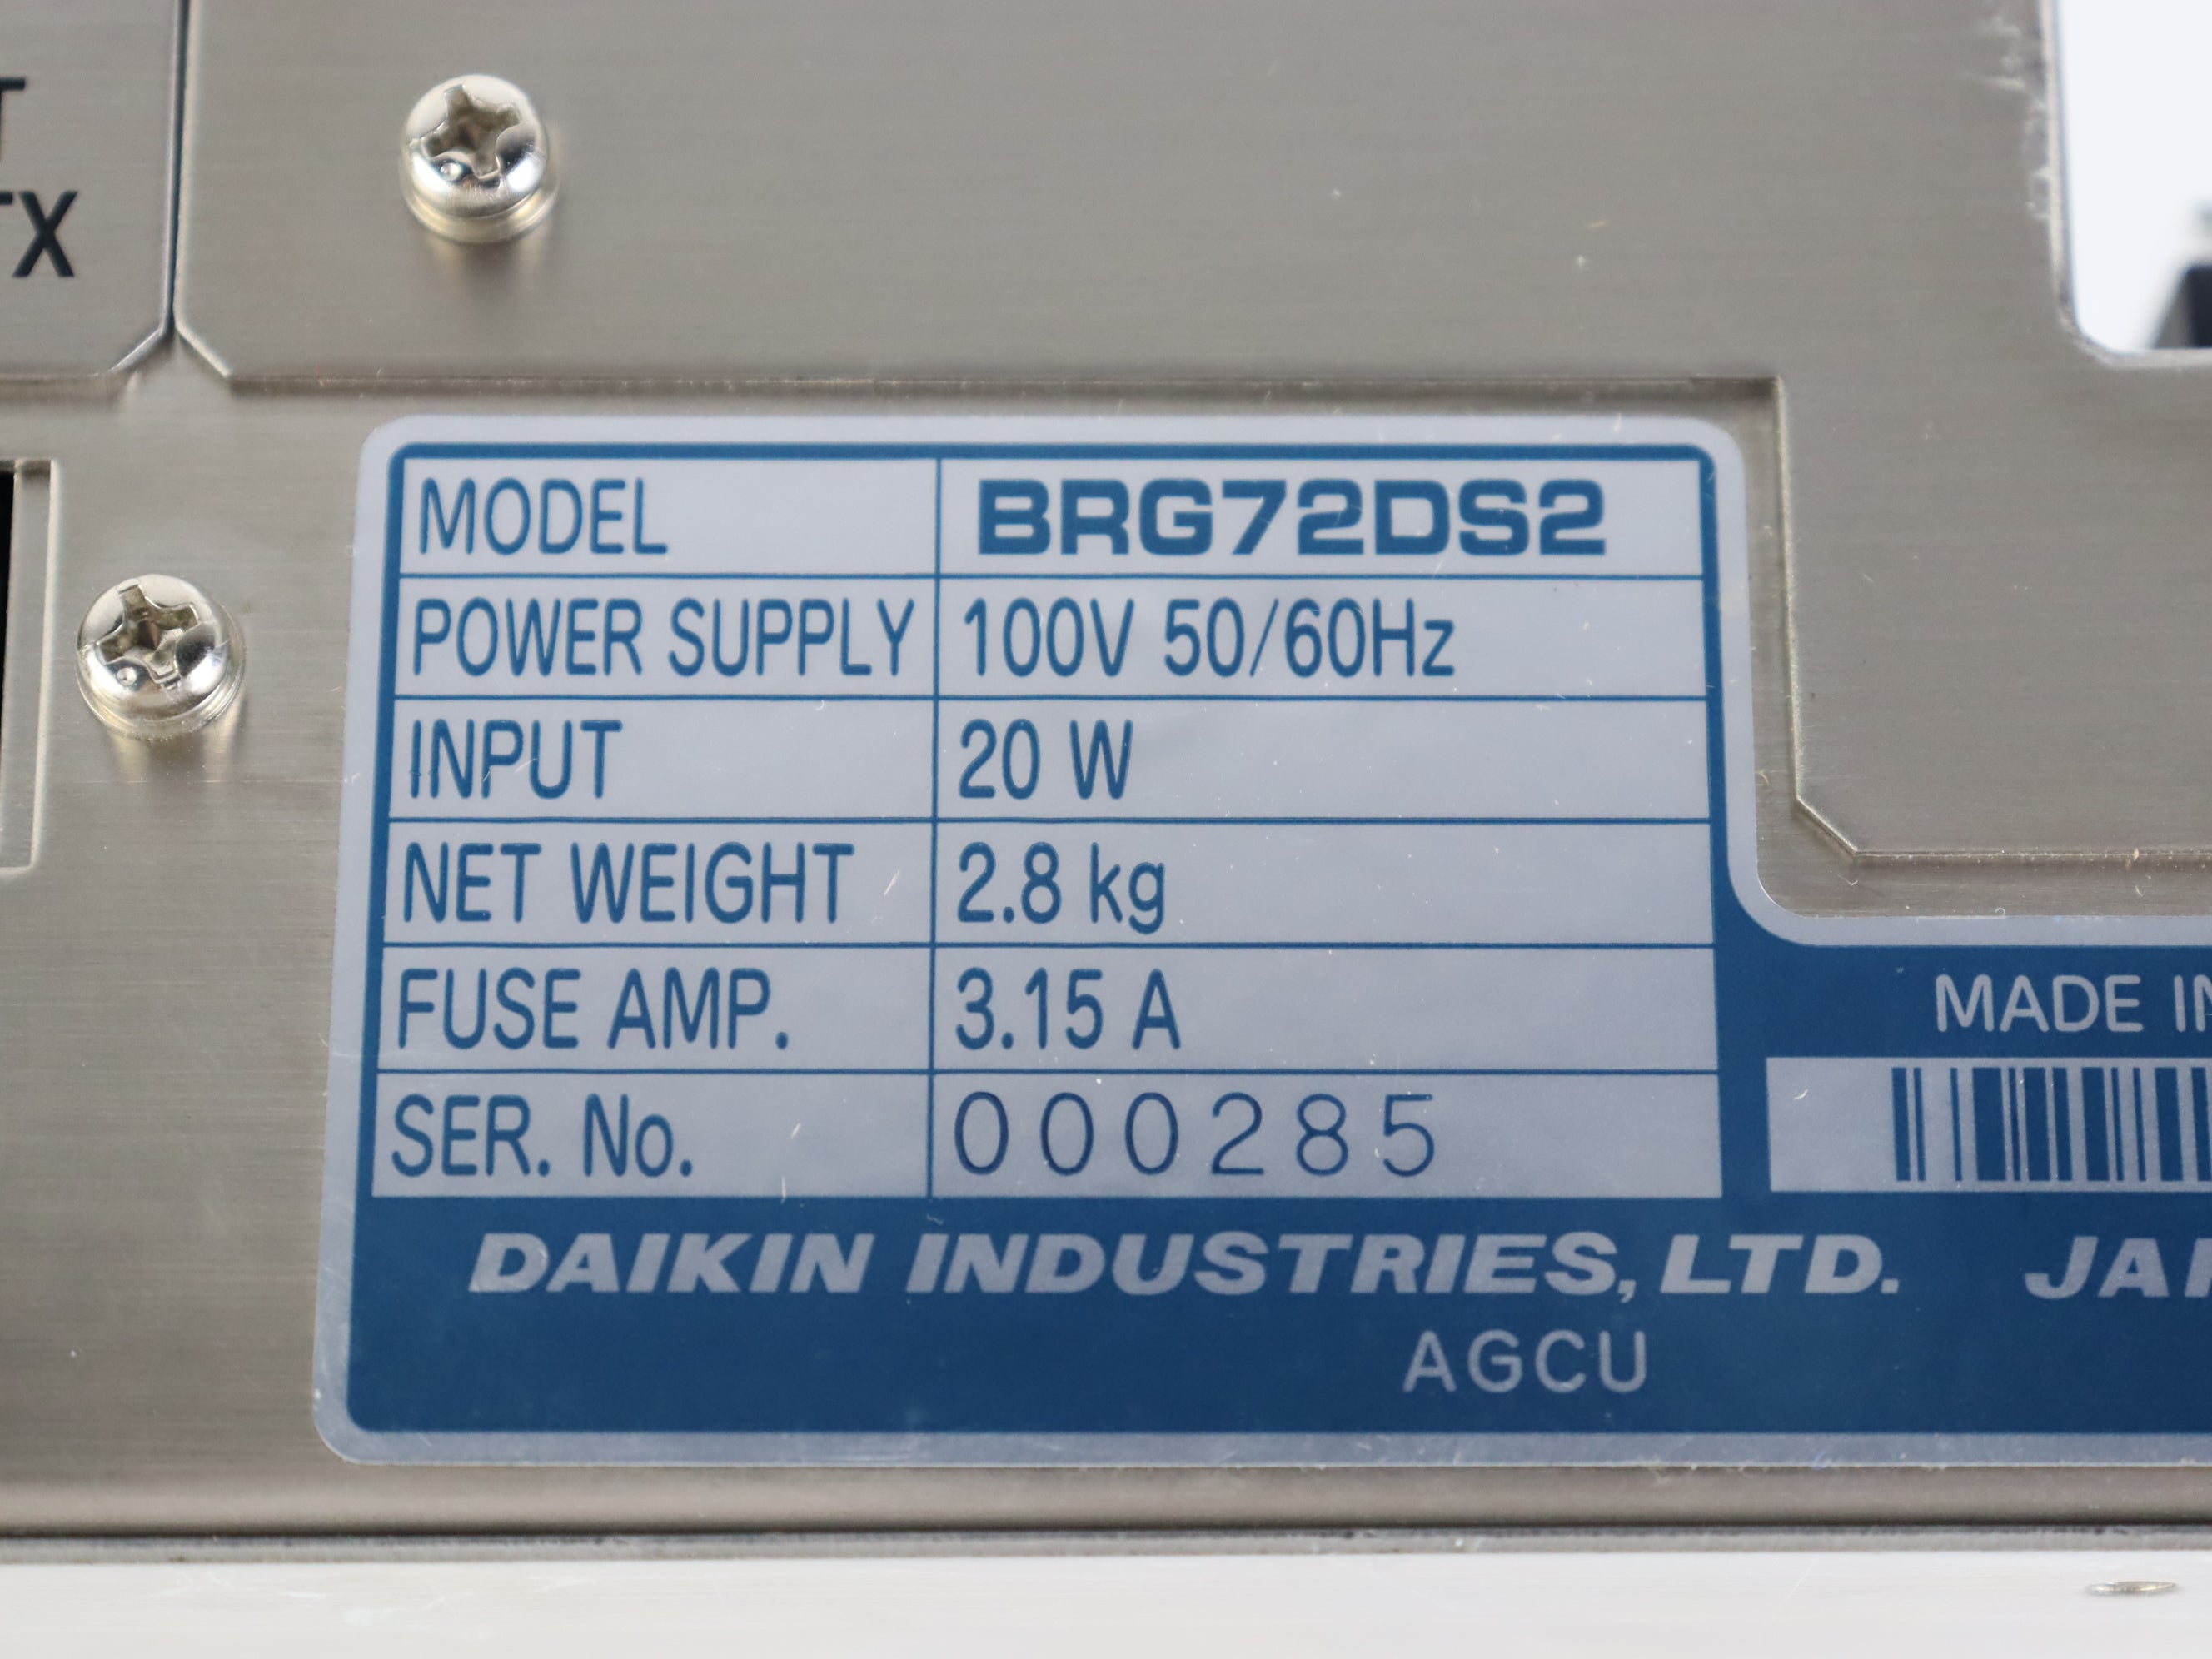 T
TX
MODEL BRG72DS2
POWER SUPPLY 100V 50/60Hz
INPUT 20 W
NET WEIGHT 2.8 kg
FUSE AMP. 3.15 A
SER. No. 000285
MADE IN
DAIKIN INDUSTRIES, LTD. JAP
AGCU